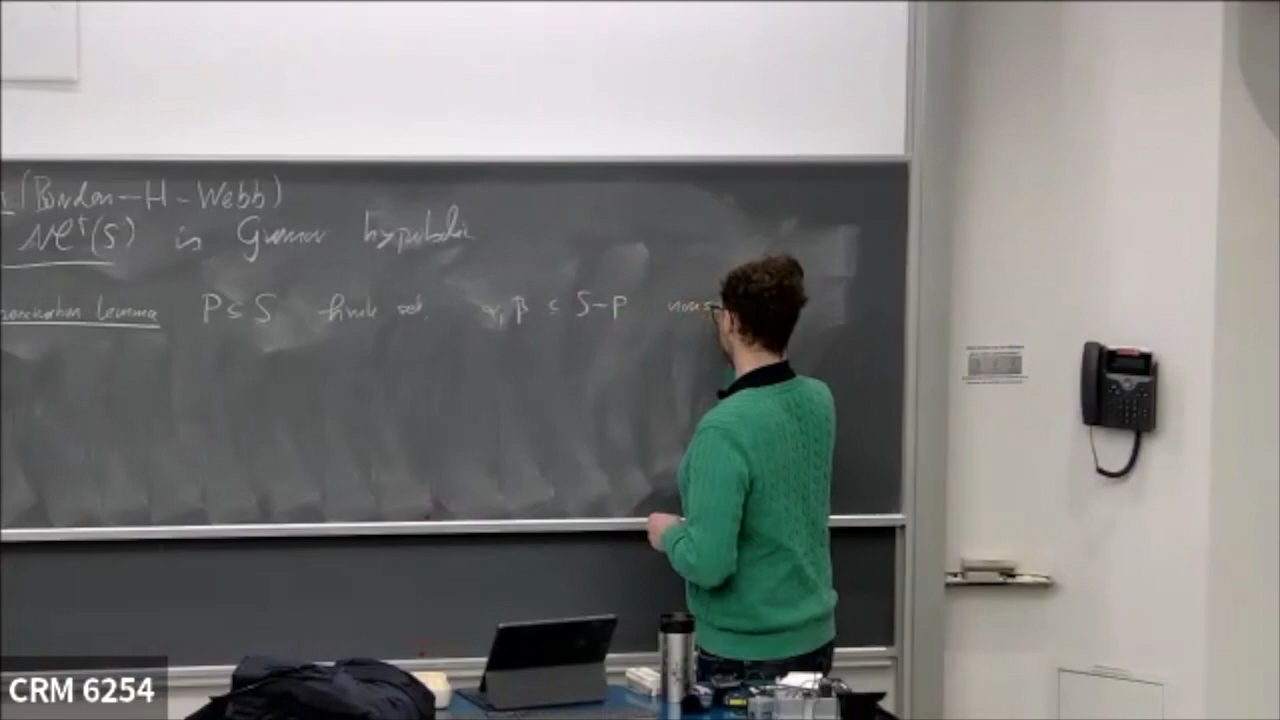 (Bowden-H-Webb)
NC†(S) is Gromov hyperbolic
Lemma P ⊆ S finite set. α, β ⊆ S-P
CRM 6254